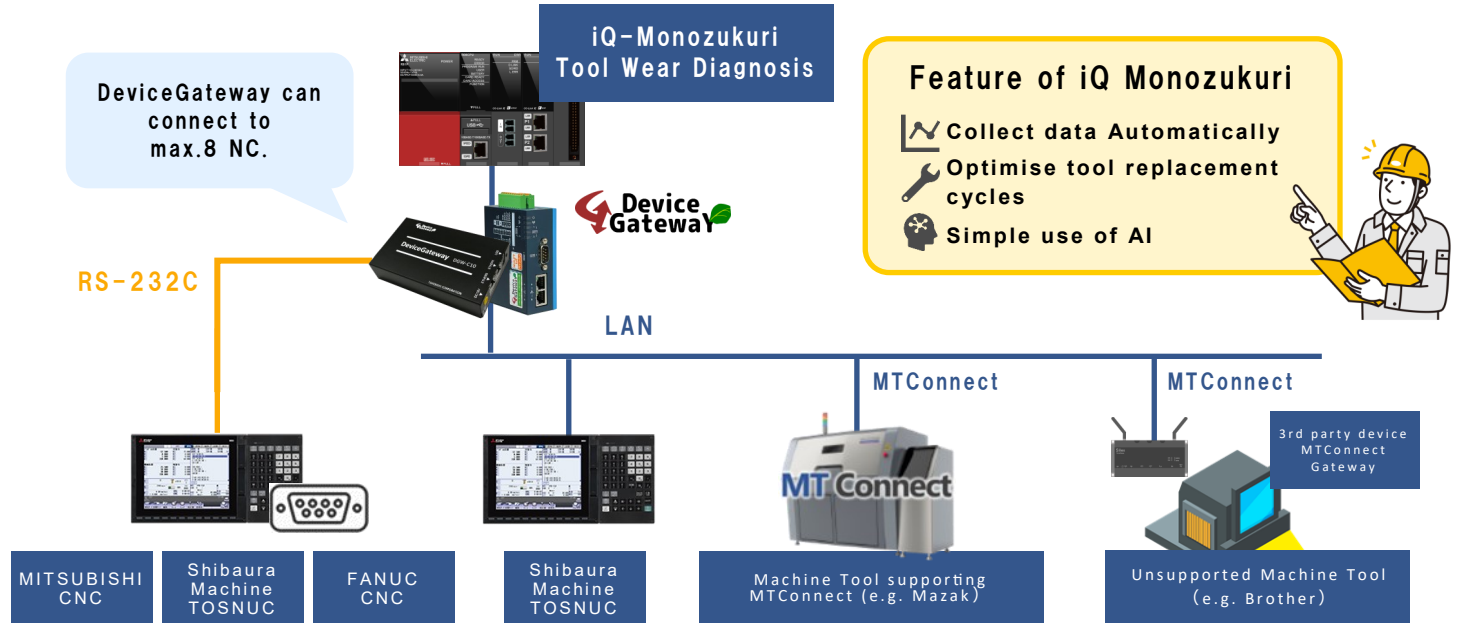 iQ-Monozukuri
Tool Wear Diagnosis
DeviceGateway can
connect to
max.8 NC.
Feature of iQ Monozukuri
Collect data Automatically
Optimise tool replacement
cycles
Simple use of AI
Device
GatewaY
DeviceGateway
RS-232C
LAN
MTConnect
MTConnect
3rd party device
MTConnect
Gateway
MT Connect
MITSUBISHI
CNC
Shibaura
Machine
TOSNUC
FANUC
CNC
Shibaura
Machine
TOSNUC
Machine Tool supporting
MTConnect (e.g. Mazak)
Unsupported Machine Tool
(e.g. Brother)